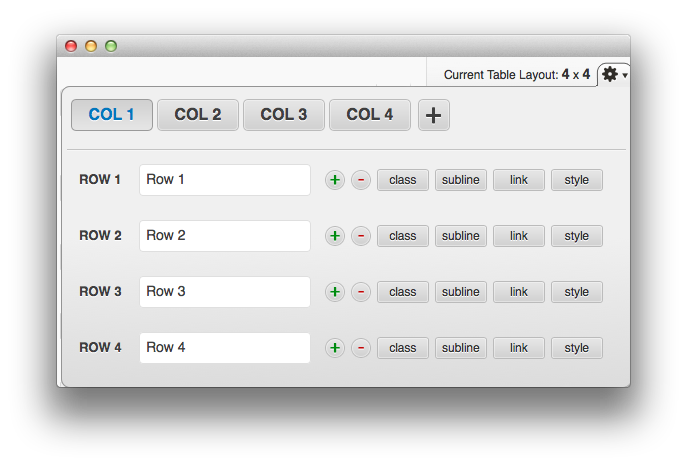 Current Table Layout: 4 x 4
COL 1 COL 2 COL 3 COL 4 +
ROW 1 Row 1 + - class subline link style
ROW 2 Row 2 + - class subline link style
ROW 3 Row 3 + - class subline link style
ROW 4 Row 4 + - class subline link style